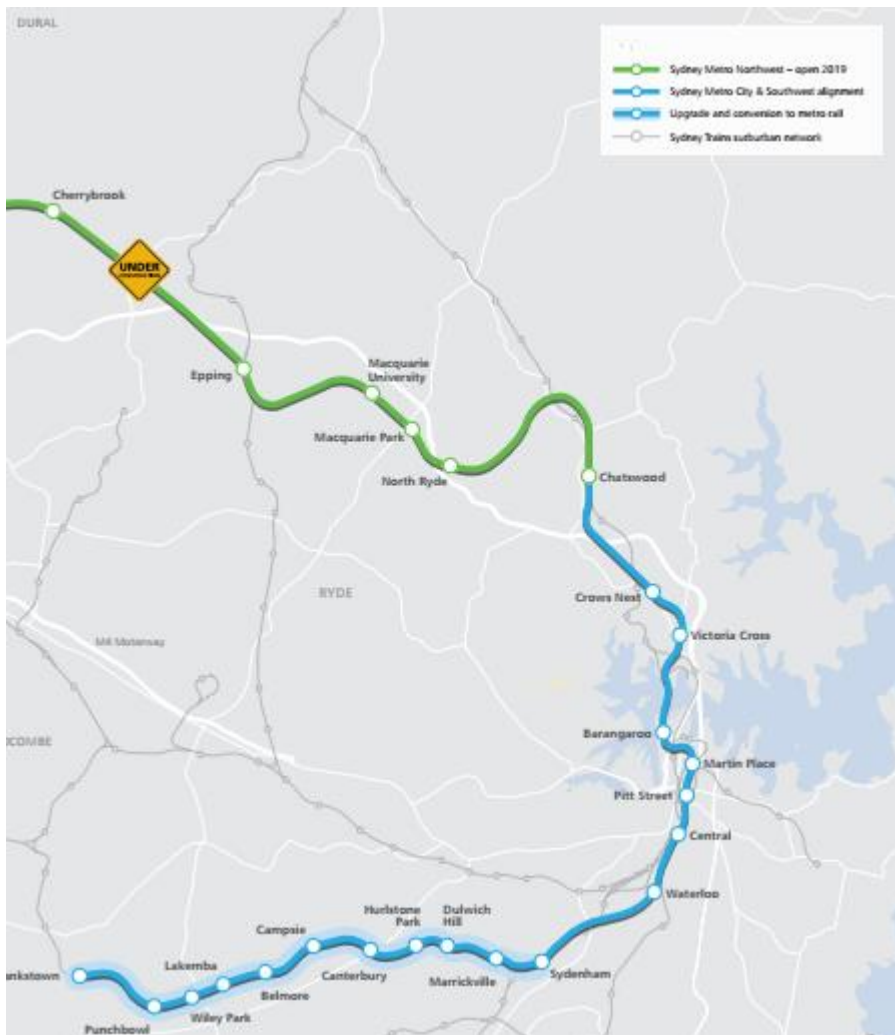 DURAL
Sydney Metro Northwest – open 2019
Sydney Metro City & Southwest alignment
Upgrade and conversion to metro rail
Sydney Trains suburban network
Cherrybrook
UNDER
Epping
Macquarie
University
Macquarie Park
North Ryde
Chatswood
RYDE
Crows Nest
Victoria Cross
M4 Motorway
Barangaroo
COMBE
Martin Place
Pitt Street
Central
Waterloo
Hurlstone
Park
Dulwich
Hill
Campsie
Lakemba
ankstown
Canterbury
Sydenham
Marrickville
Belmore
Wiley Park
Punchbowl